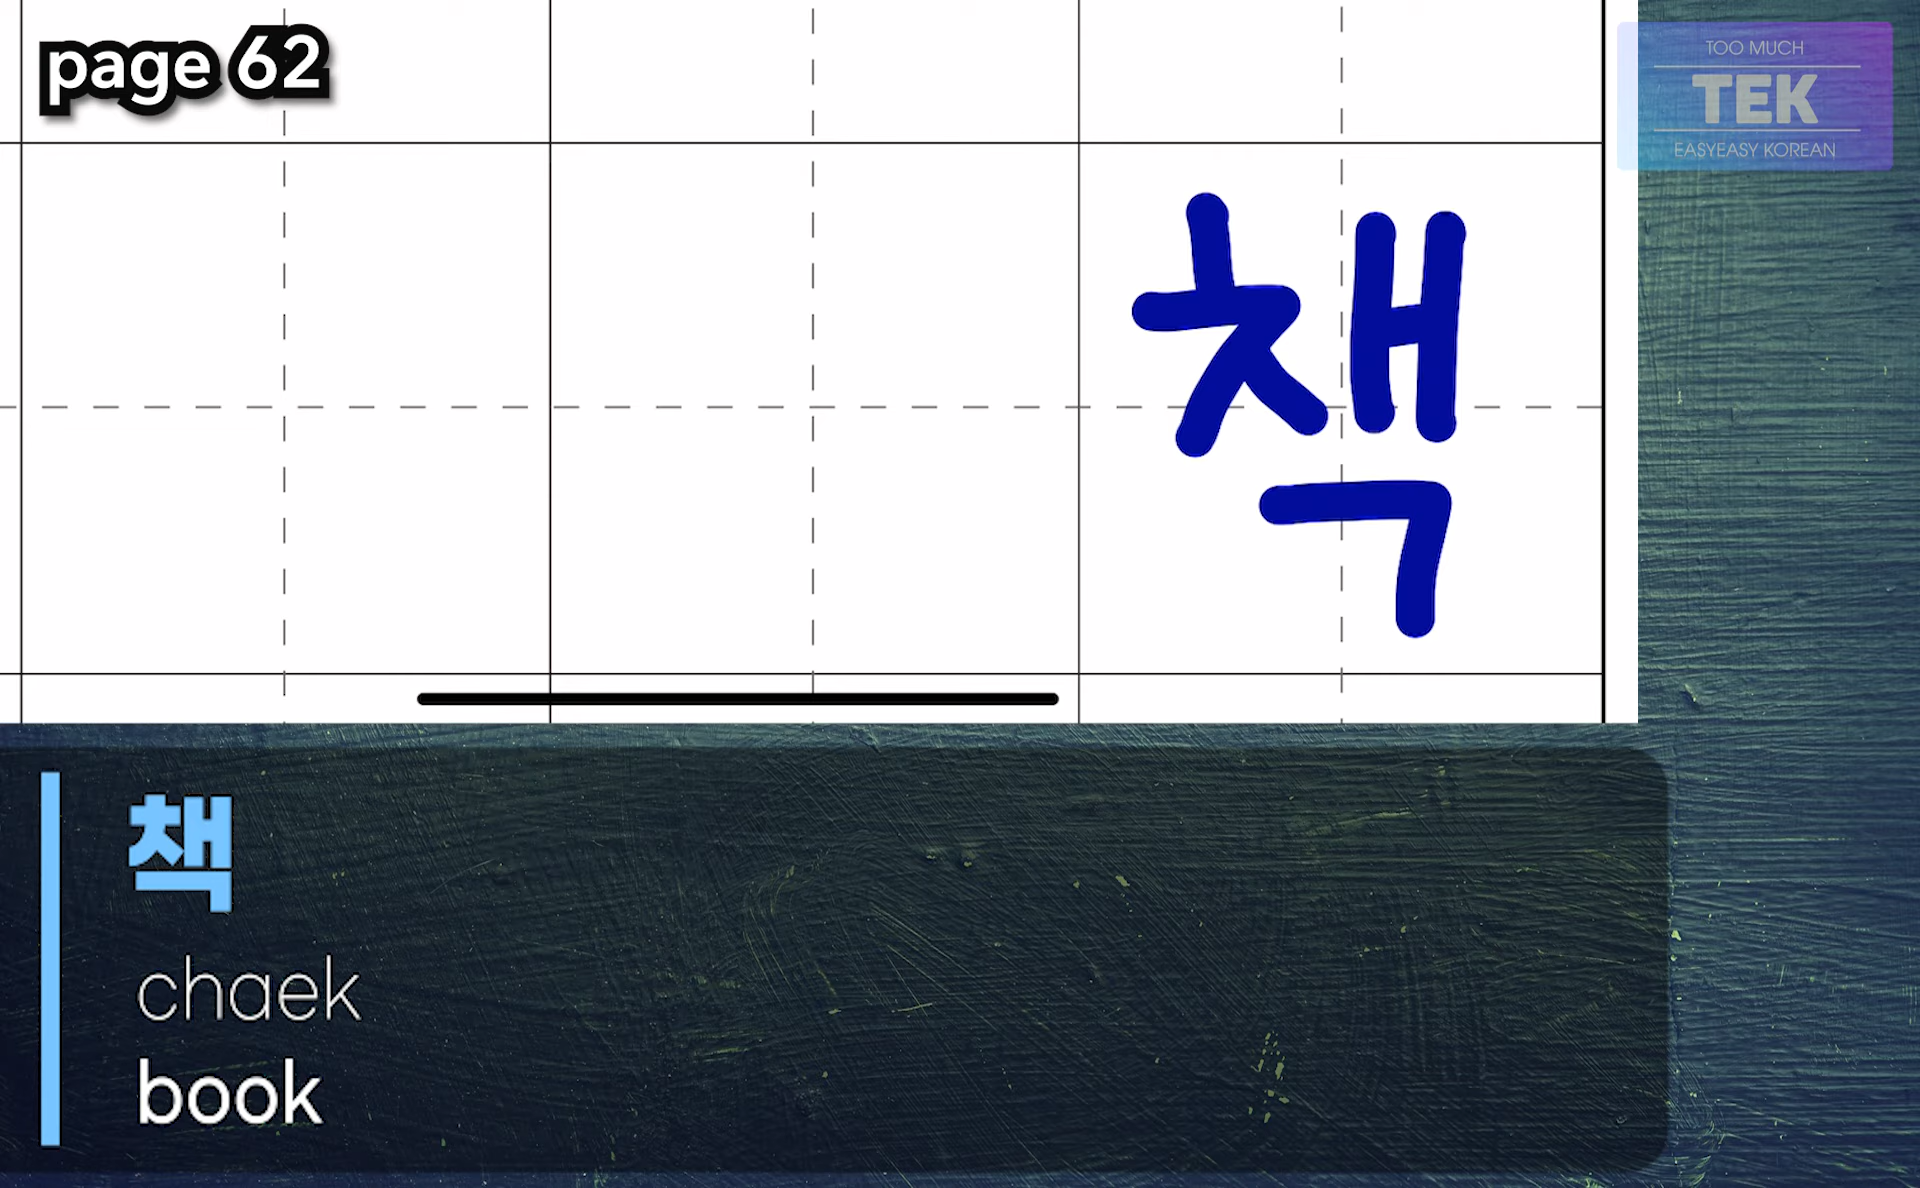 page 62
TOO MUCH
TEK
EASYEASY KOREAN
책
책
chaek
book